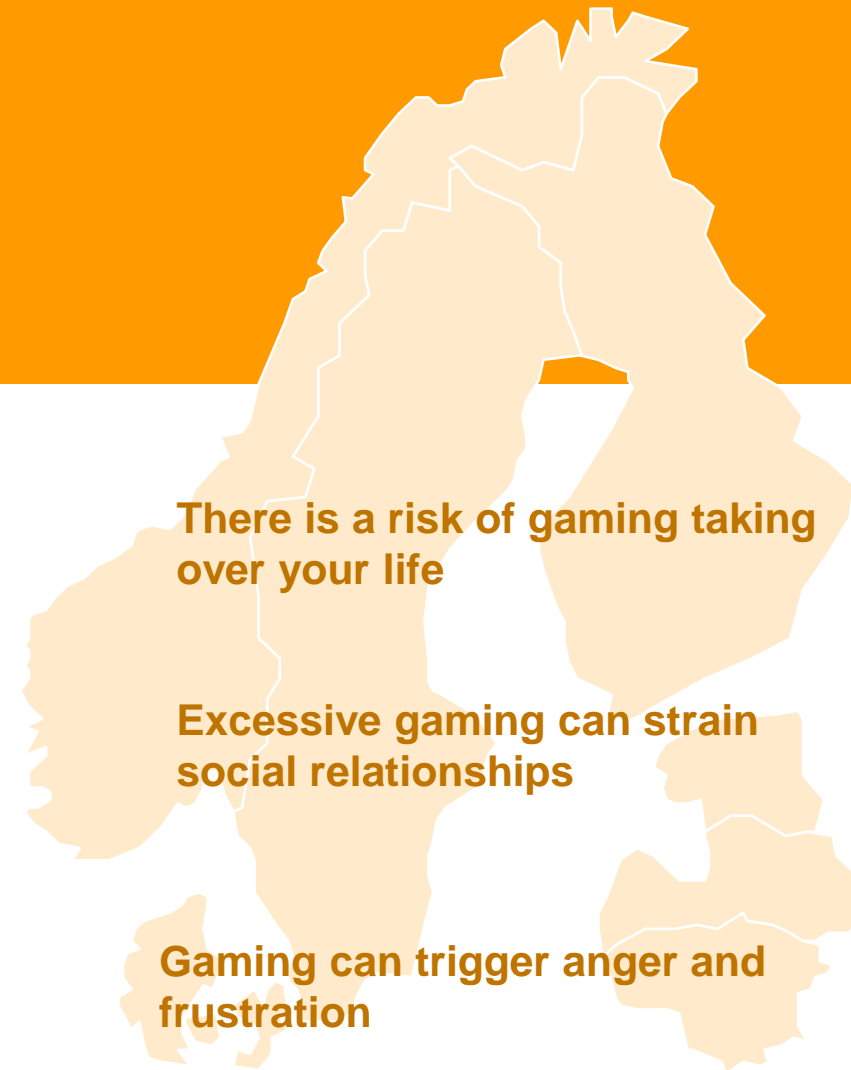 There is a risk of gaming taking
over your life
Excessive gaming can strain
social relationships
Gaming can trigger anger and
frustration